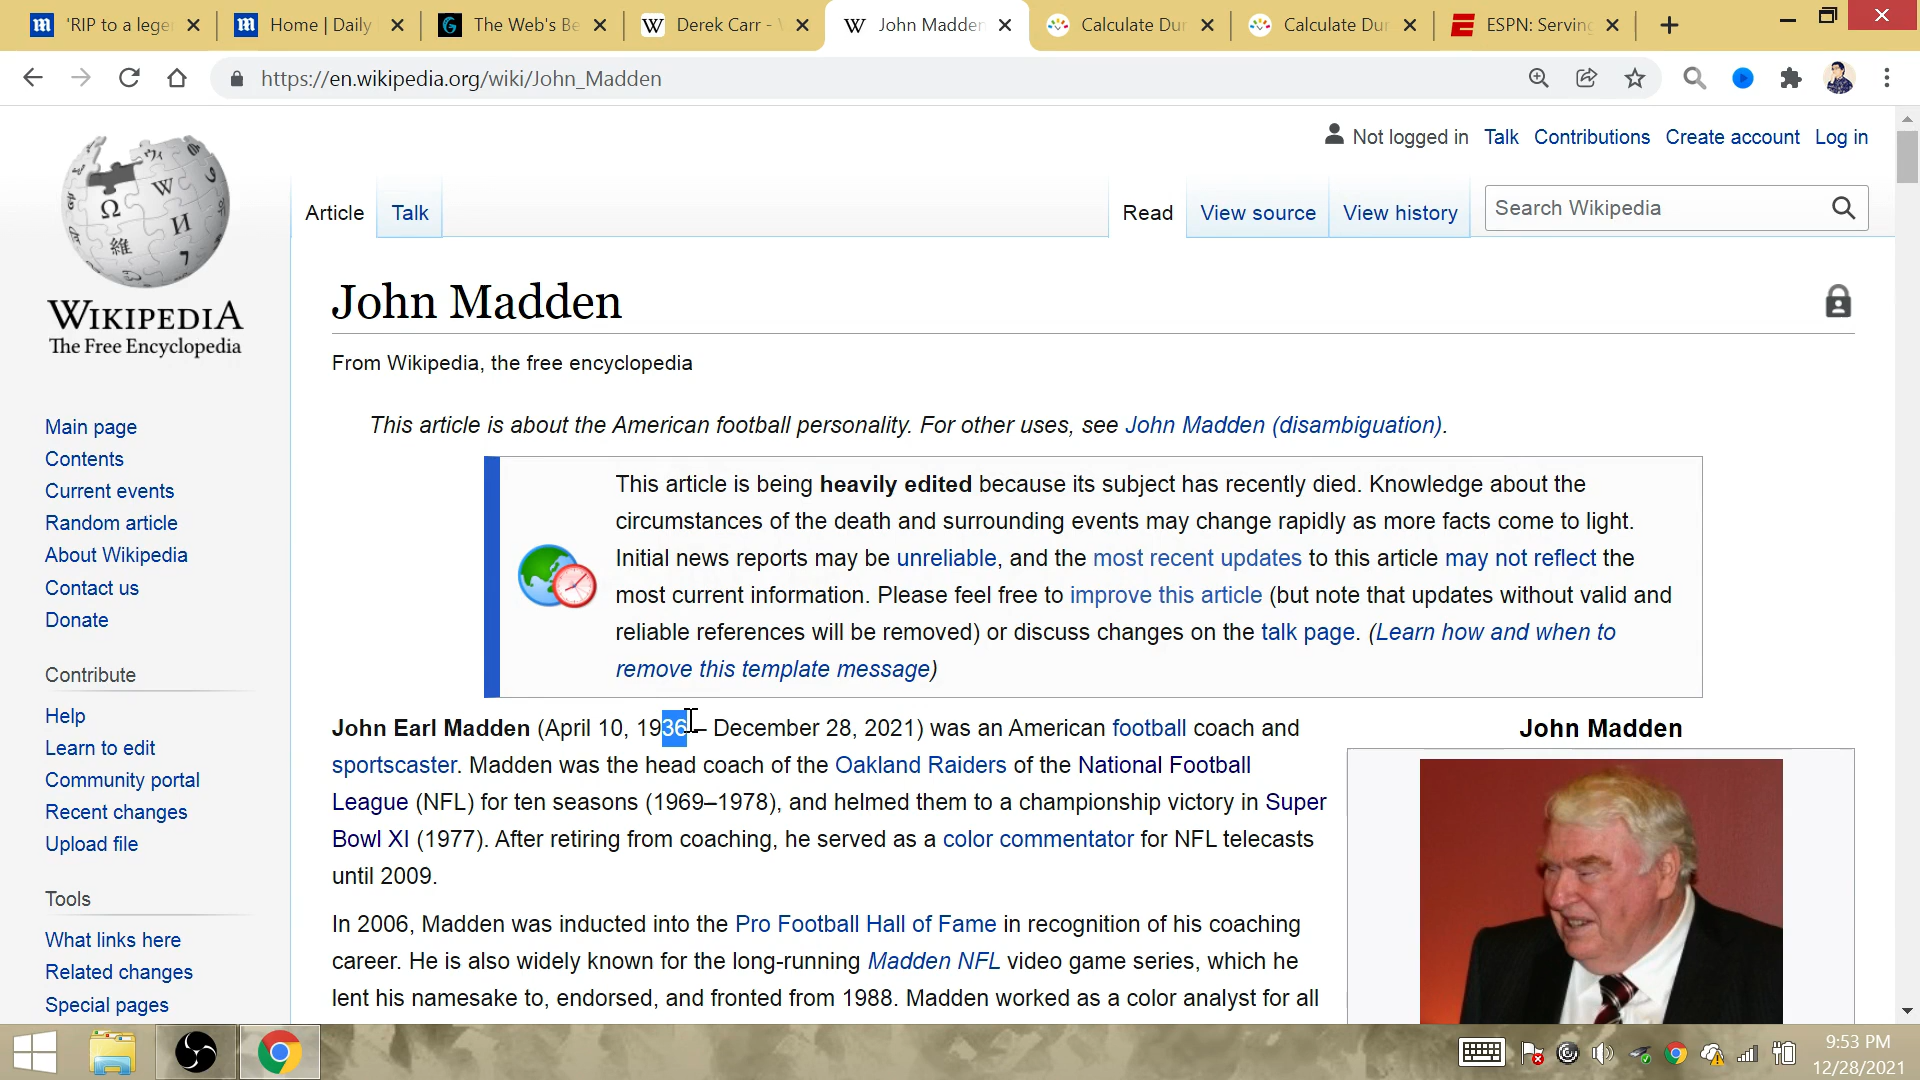 'RIP to a leger
Home | Daily
The Web's Be
Derek Carr - W
John Madden
Calculate Dur
Calculate Dur
ESPN: Serving
https://en.wikipedia.org/wiki/John_Madden
Not logged in Talk Contributions Create account Log in
Article Talk Read View source View history Search Wikipedia
WIKIPEDIA
The Free Encyclopedia
John Madden
From Wikipedia, the free encyclopedia
This article is about the American football personality. For other uses, see John Madden (disambiguation).
This article is being heavily edited because its subject has recently died. Knowledge about the
circumstances of the death and surrounding events may change rapidly as more facts come to light.
Initial news reports may be unreliable, and the most recent updates to this article may not reflect the
most current information. Please feel free to improve this article (but note that updates without valid and
reliable references will be removed) or discuss changes on the talk page. (Learn how and when to
remove this template message)
John Earl Madden (April 10, 1936 – December 28, 2021) was an American football coach and
sportscaster. Madden was the head coach of the Oakland Raiders of the National Football
League (NFL) for ten seasons (1969–1978), and helmed them to a championship victory in Super
Bowl XI (1977). After retiring from coaching, he served as a color commentator for NFL telecasts
until 2009.
In 2006, Madden was inducted into the Pro Football Hall of Fame in recognition of his coaching
career. He is also widely known for the long-running Madden NFL video game series, which he
lent his namesake to, endorsed, and fronted from 1988. Madden worked as a color analyst for all
John Madden
Main page
Contents
Current events
Random article
About Wikipedia
Contact us
Donate
Contribute
Help
Learn to edit
Community portal
Recent changes
Upload file
Tools
What links here
Related changes
Special pages
9:53 PM
12/28/2021